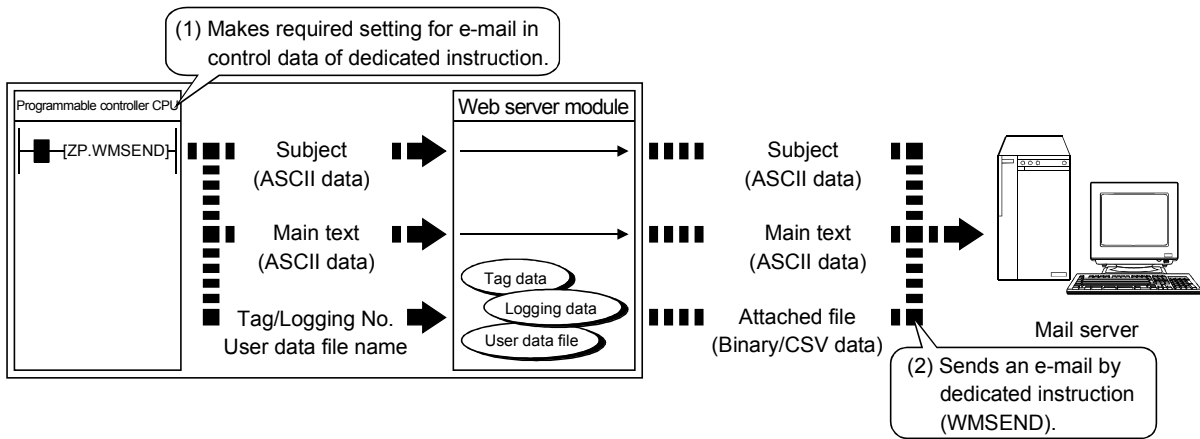 (1) Makes required setting for e-mail in
control data of dedicated instruction.
Programmable controller CPU
Web server module
[ZP.WMSEND]
Subject
(ASCII data)
Subject
(ASCII data)
Main text
(ASCII data)
Main text
(ASCII data)
Tag data
Logging data
User data file
Tag/Logging No.
User data file name
Attached file
(Binary/CSV data)
Mail server
(2) Sends an e-mail by
dedicated instruction
(WMSEND).